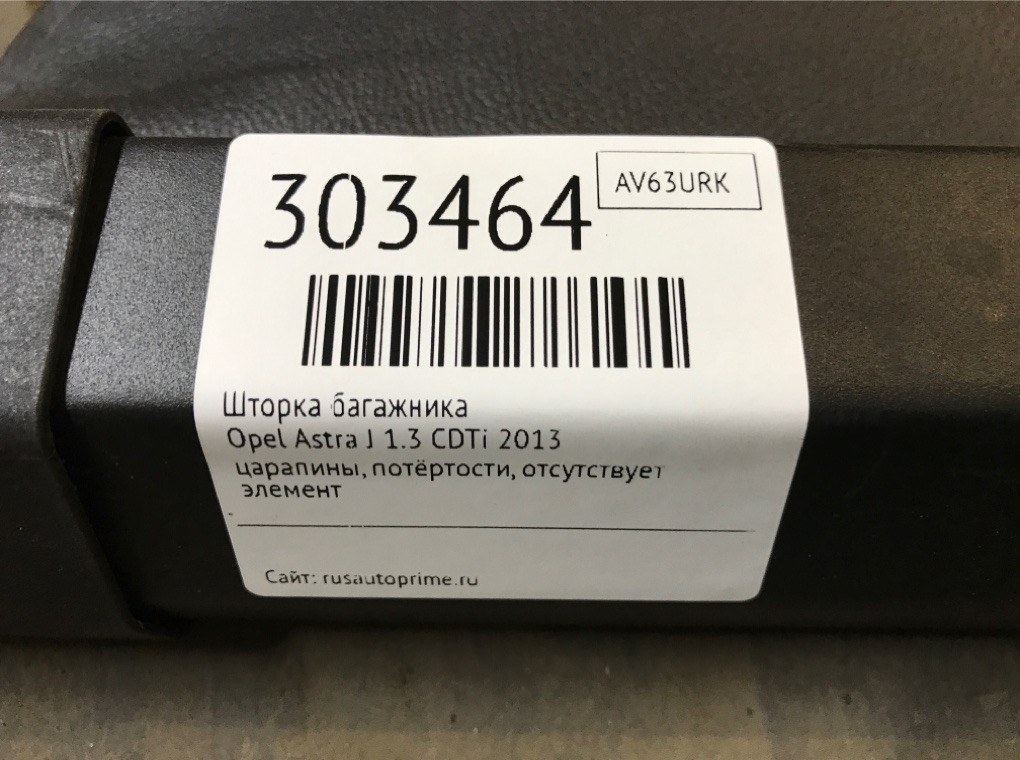 303464
AV63URK
Шторка багажника
Opel Astra J 1.3 CDTi 2013
царапины, потёртости, отсутствует
элемент
Сайт: rusautoprime.ru